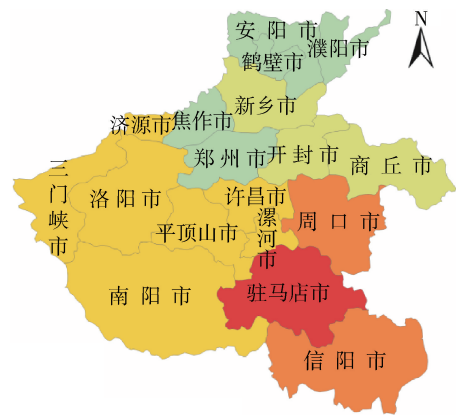 N
安阳市
濮阳市
鹤壁市
新乡市
济源市
焦作市
郑州市
开封市
商丘市
三门峡市
洛阳市
许昌市
平顶山市
漯河市
周口市
南阳市
驻马店市
信阳市